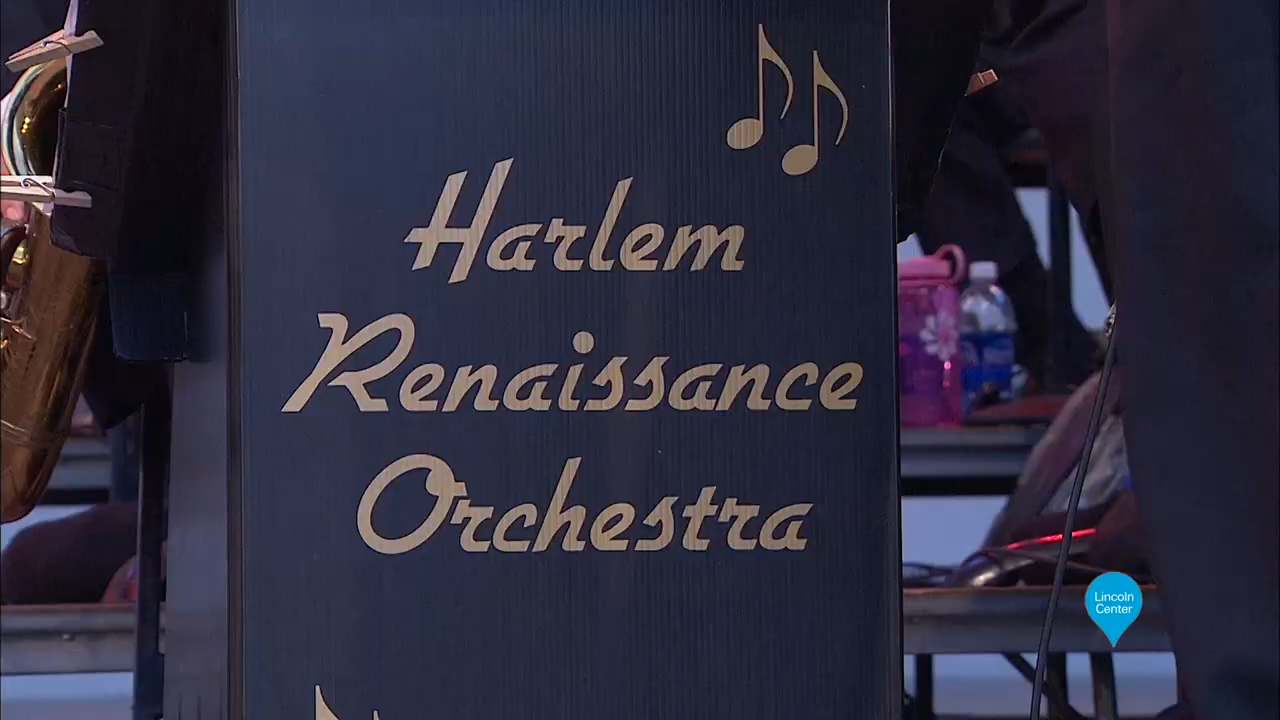 Harlem
Renaissance
Orchestra
Lincoln
Center